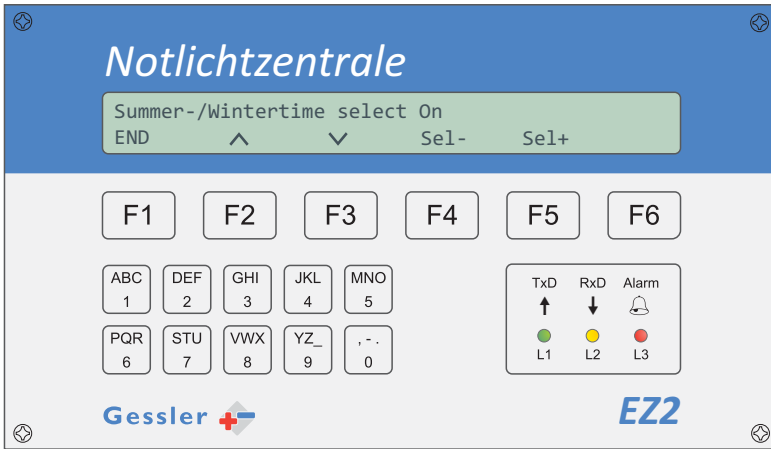 Notlichtzentrale
Summer-/Wintertime select On
END Sel- Sel+
F1 F2 F3 F4 F5 F6
ABC DEF GHI JKL MNO
1 2 3 4 5
PQR STU VWX YZ_ , - .
6 7 8 9 0
TxD RxD Alarm
L1 L2 L3
Gessler
EZ2